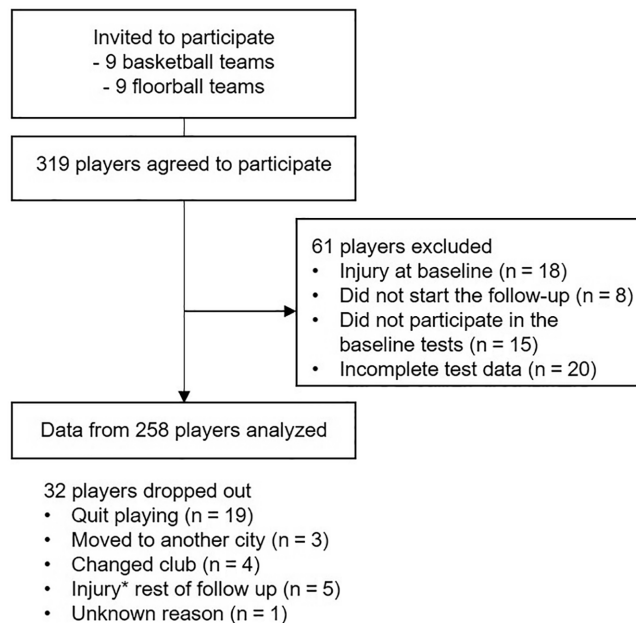 Invited to participate
- 9 basketball teams
- 9 floorball teams
319 players agreed to participate
61 players excluded
• Injury at baseline (n = 18)
• Did not start the follow-up (n = 8)
• Did not participate in the
baseline tests (n = 15)
• Incomplete test data (n = 20)
Data from 258 players analyzed
32 players dropped out
• Quit playing (n = 19)
• Moved to another city (n = 3)
• Changed club (n = 4)
• Injury* rest of follow up (n = 5)
• Unknown reason (n = 1)